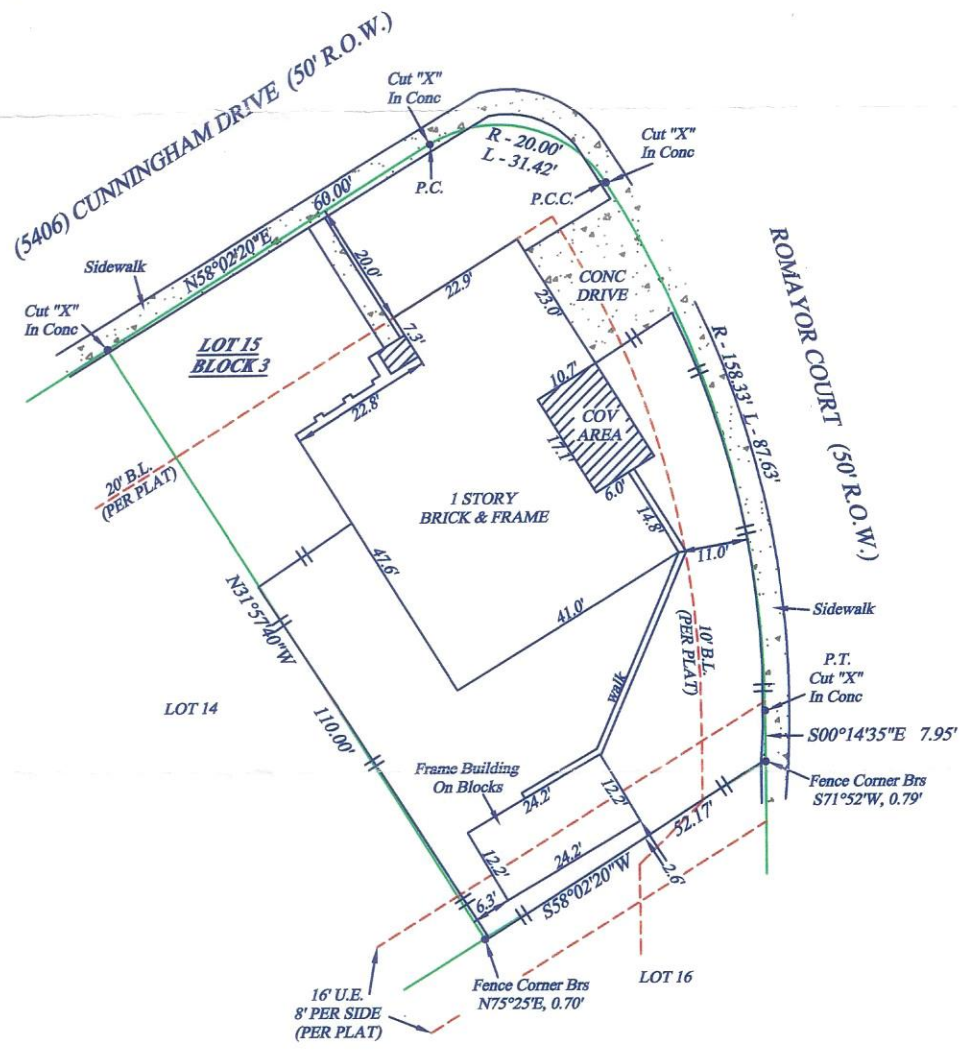 (5406) CUNNINGHAM DRIVE (50' R.O.W.)
Cut "X"
In Conc
R - 20.00'
L - 31.42'
Cut "X"
In Conc
P.C.
P.C.C.
60.00'
N58°02'20"E
Sidewalk
Cut "X"
In Conc
20.0'
22.9'
7.3'
LOT 15
BLOCK 3
22.8'
CONC
DRIVE
23.0'
ROMAYOR COURT (50' R.O.W.)
R - 158.33' L - 87.63'
10.7'
COV
AREA
17.1'
6.0'
14.8'
11.0'
20' B.L.
(PER PLAT)
1 STORY
BRICK & FRAME
47.6'
41.0'
N31°57'40"W
110.00'
LOT 14
10' B.L.
(PER PLAT)
walk
Sidewalk
P.T.
Cut "X"
In Conc
S00°14'35"E 7.95'
Fence Corner Brs
S71°52'W, 0.79'
Frame Building
On Blocks
24.2'
12.2'
12.2'
24.2'
52.17'
2.6'
6.3'
S58°02'20"W
16' U.E.
8' PER SIDE
(PER PLAT)
Fence Corner Brs
N75°25'E, 0.70'
LOT 16